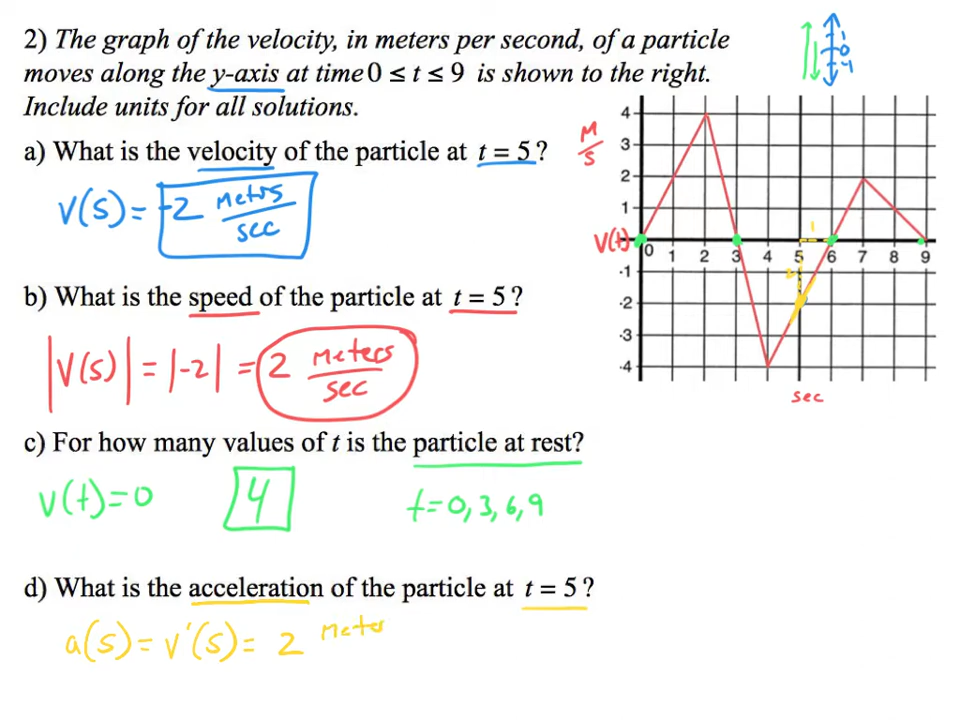 2) The graph of the velocity, in meters per second, of a particle
moves along the y-axis at time 0 ≤ t ≤ 9 is shown to the right.
Include units for all solutions.
1
0
-1
a) What is the velocity of the particle at t = 5?
V(5) = -2 meters/sec
b) What is the speed of the particle at t = 5?
|V(5)| = |-2| = 2 meters/sec
c) For how many values of t is the particle at rest?
v(t)=0 4 t=0,3,6,9
d) What is the acceleration of the particle at t = 5?
a(5) = v'(5) = 2 meter
M/S
V(t)
4
3
2
1
-1
-2
-3
-4
0 1 2 3 4 5 6 7 8 9
1
2
sec